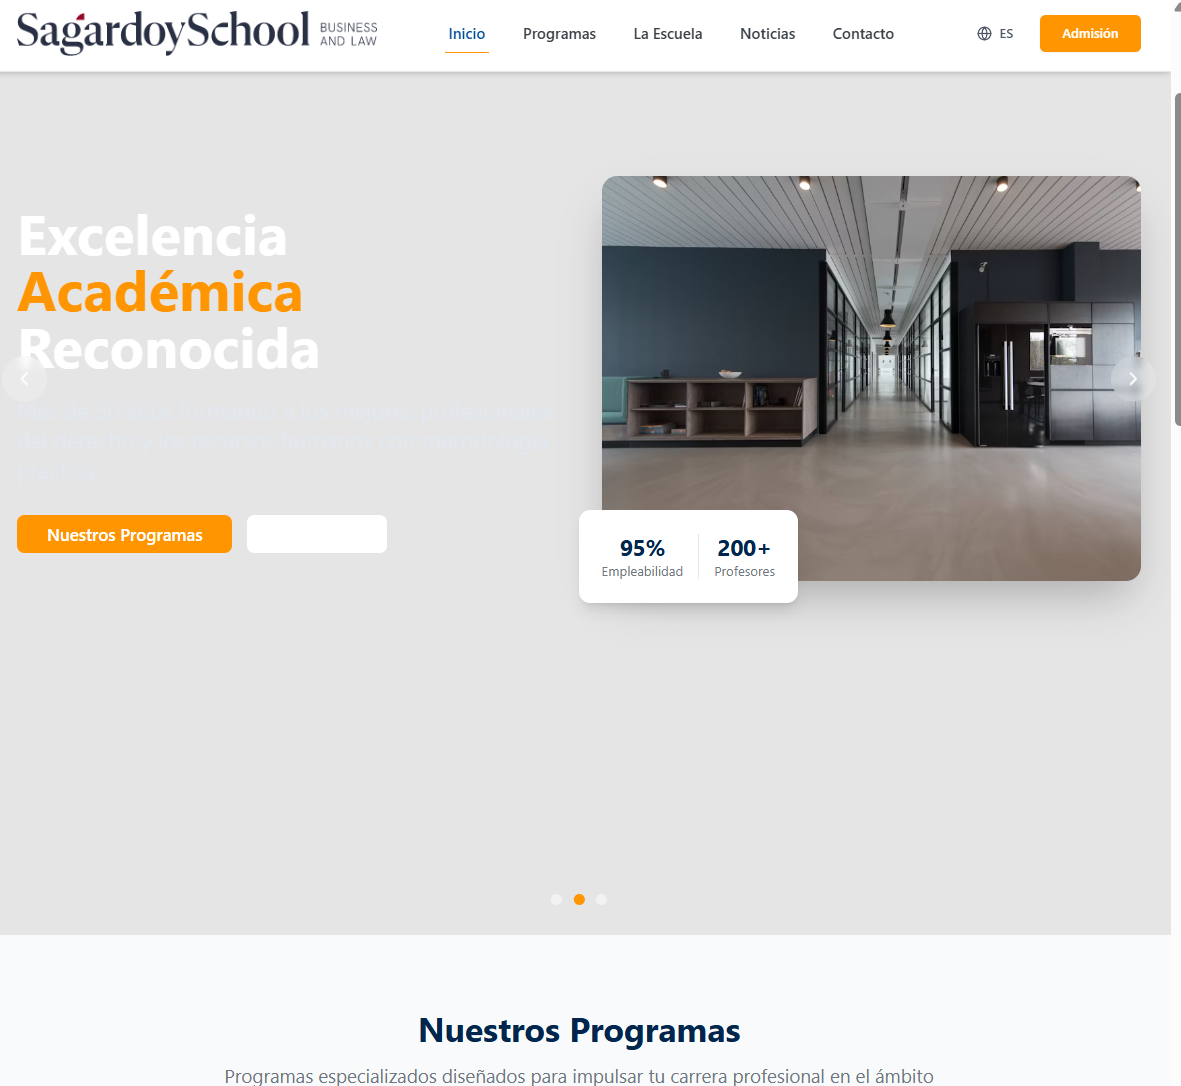 SagardoySchool BUSINESS AND LAW
Inicio
Programas
La Escuela
Noticias
Contacto
ES
Admisión
Excelencia
Académica
Reconocida
Nuestros Programas
95%
Empleabilidad
200+
Profesores
Nuestros Programas
Programas especializados diseñados para impulsar tu carrera profesional en el ámbito